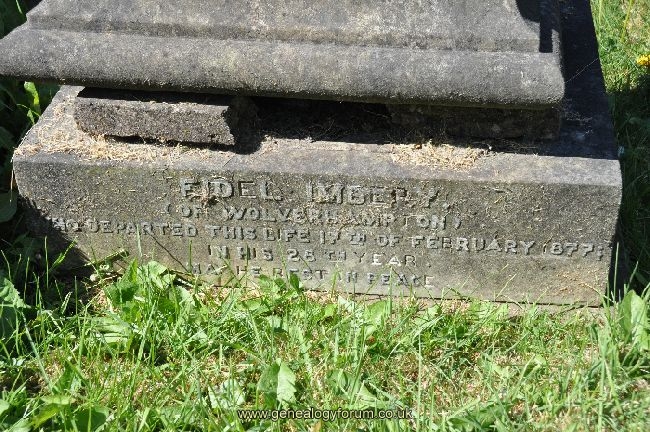 FIDEL IMBERY,
(OF WOLVERHAMPTON)
WHO DEPARTED THIS LIFE 17TH OF FEBRUARY 1877;
IN HIS 28TH YEAR
MAY HE REST IN PEACE
www.genealogyforum.co.uk